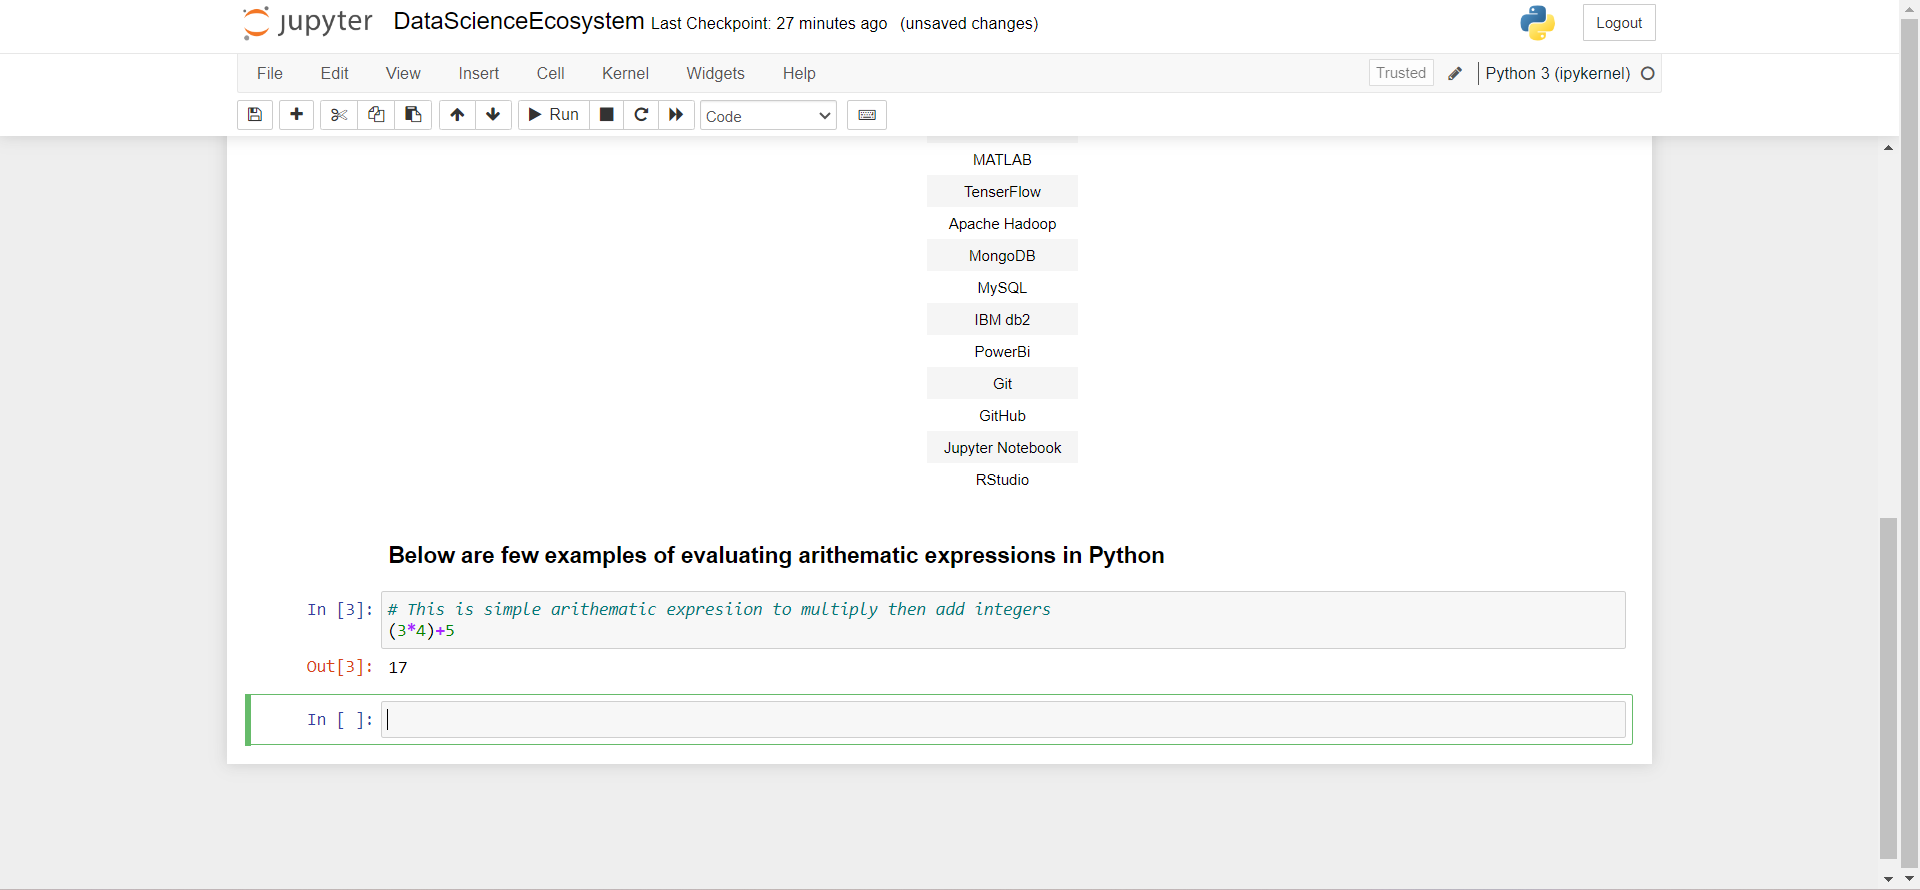 jupyter DataScienceEcosystem Last Checkpoint: 27 minutes ago (unsaved changes) Logout
File Edit View Insert Cell Kernel Widgets Help Trusted Python 3 (ipykernel)
Run Code
MATLAB
TenserFlow
Apache Hadoop
MongoDB
MySQL
IBM db2
PowerBi
Git
GitHub
Jupyter Notebook
RStudio
Below are few examples of evaluating arithematic expressions in Python
In [3]: # This is simple arithematic expresiion to multiply then add integers
(3*4)+5
Out[3]: 17
In [ ]: